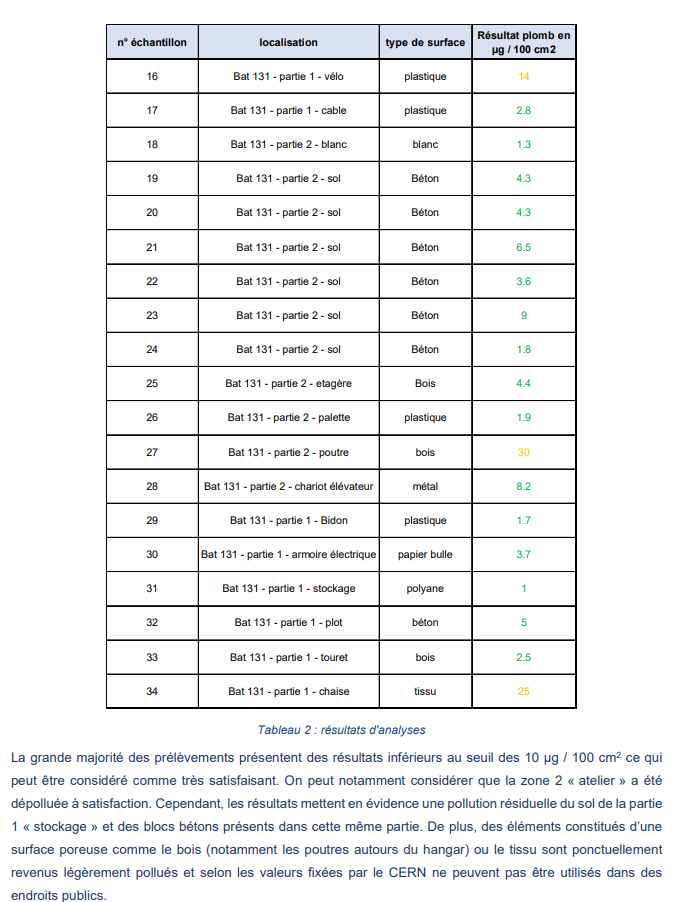 n° échantillon localisation type de surface Résultat plomb en µg / 100 cm2
16 Bat 131 - partie 1 - vélo plastique 14
17 Bat 131 - partie 1 - cable plastique 2.8
18 Bat 131 - partie 2 - blanc blanc 1.3
19 Bat 131 - partie 2 - sol Béton 4.3
20 Bat 131 - partie 2 - sol Béton 4.3
21 Bat 131 - partie 2 - sol Béton 6.5
22 Bat 131 - partie 2 - sol Béton 3.6
23 Bat 131 - partie 2 - sol Béton 9
24 Bat 131 - partie 2 - sol Béton 1.8
25 Bat 131 - partie 2 - etagère Bois 4.4
26 Bat 131 - partie 2 - palette plastique 1.9
27 Bat 131 - partie 2 - poutre bois 30
28 Bat 131 - partie 2 - chariot élévateur métal 8.2
29 Bat 131 - partie 1 - Bidon plastique 1.7
30 Bat 131 - partie 1 - armoire électrique papier bulle 3.7
31 Bat 131 - partie 1 - stockage polyane 1
32 Bat 131 - partie 1 - plot béton 5
33 Bat 131 - partie 1 - touret bois 2.5
34 Bat 131 - partie 1 - chaise tissu 25
Tableau 2 : résultats d'analyses
La grande majorité des prélèvements présentent des résultats inférieurs au seuil des 10 µg / 100 cm² ce qui
peut être considéré comme très satisfaisant. On peut notamment considérer que la zone 2 « atelier » a été
dépolluée à satisfaction. Cependant, les résultats mettent en évidence une pollution résiduelle du sol de la partie
1 « stockage » et des blocs bétons présents dans cette même partie. De plus, des éléments constitués d'une
surface poreuse comme le bois (notamment les poutres autours du hangar) ou le tissu sont ponctuellement
revenus légèrement pollués et selon les valeurs fixées par le CERN ne peuvent pas être utilisés dans des
endroits publics.